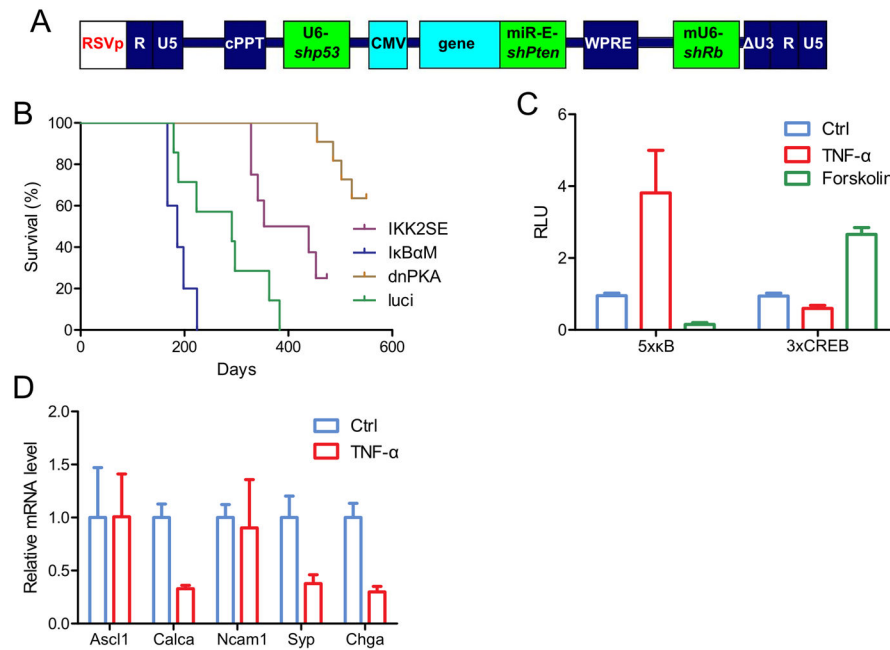 A
RSVp R U5 cPPT U6- CMV gene miR-E- WPRE mU6- ΔU3 R U5
shp53 shPten shRb
B
100
80
60
40
20
0
Survival (%)
0 200 400 600
Days
IKK2SE
IκBαM
dnPKA
luci
C
6
4
2
0
RLU
Ctrl
TNF-α
Forskolin
5xκB 3xCREB
D
2.0
1.5
1.0
0.5
0.0
Relative mRNA level
Ctrl
TNF-α
Ascl1 Calca Ncam1 Syp Chga